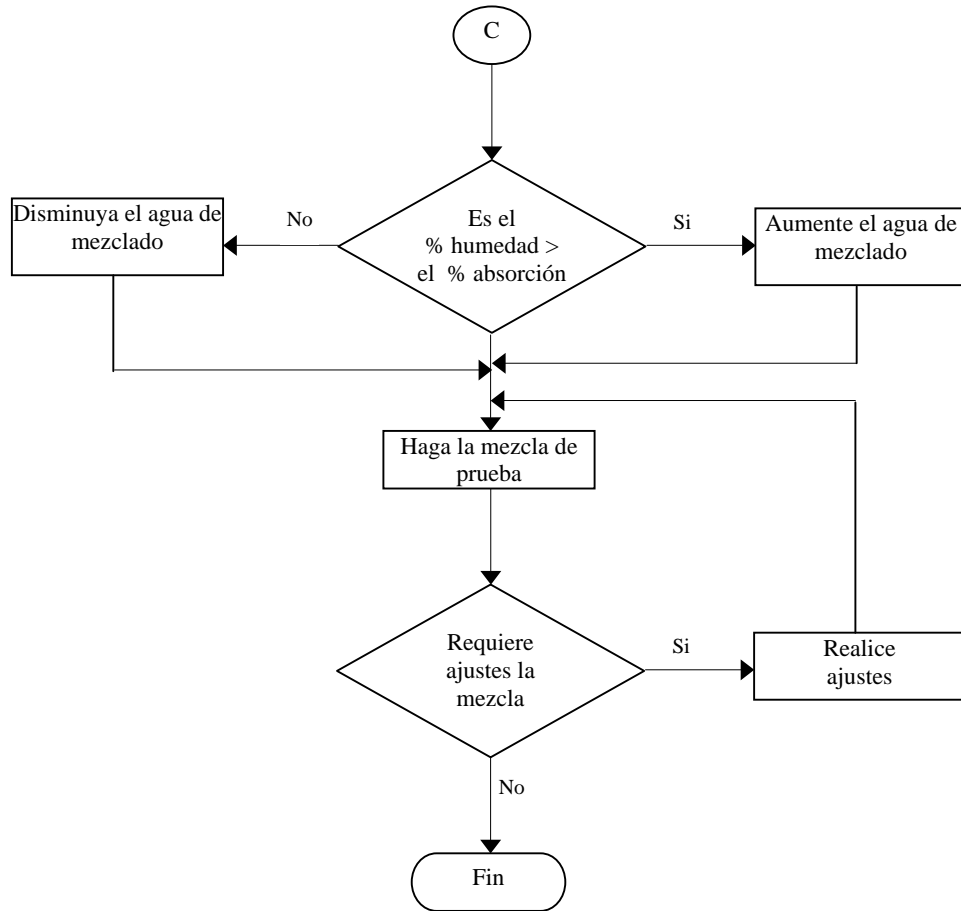 C
Es el
% humedad >
el % absorción
No
Si
Disminuya el agua de
mezclado
Aumente el agua de
mezclado
Haga la mezcla de
prueba
Requiere
ajustes la
mezcla
Si
Realice
ajustes
No
Fin